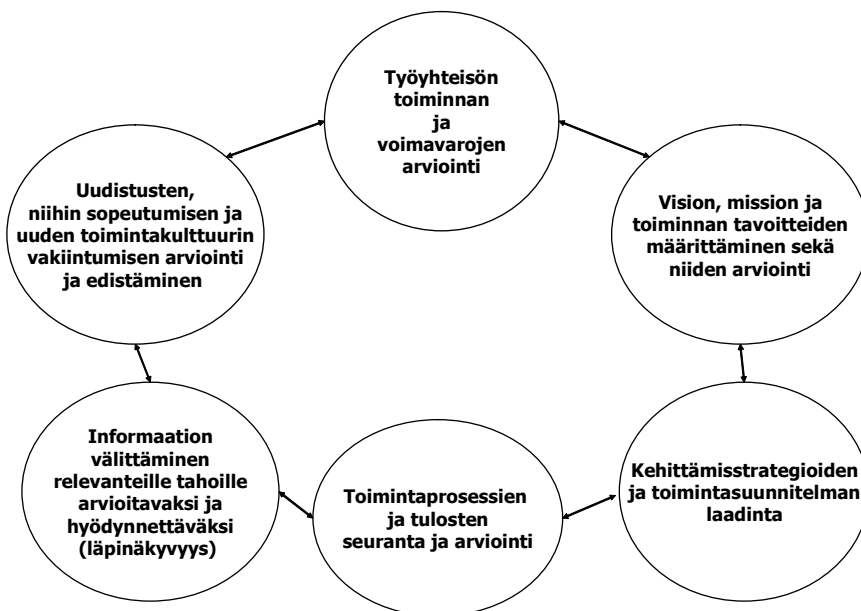 Työyhteisön
toiminnan
ja
voimavarojen
arviointi
Vision, mission ja
toiminnan tavoitteiden
määrittäminen sekä
niiden arviointi
Kehittämisstrategioiden
ja toimintasuunnitelman
laadinta
Toimintaprosessien
ja tulosten
seuranta ja arviointi
Informaation
välittäminen
relevanteille tahoille
arvioitavaksi ja
hyödynnettäväksi
(läpinäkyvyys)
Uudistusten,
niihin sopeutumisen ja
uuden toimintakulttuurin
vakiintumisen arviointi
ja edistäminen